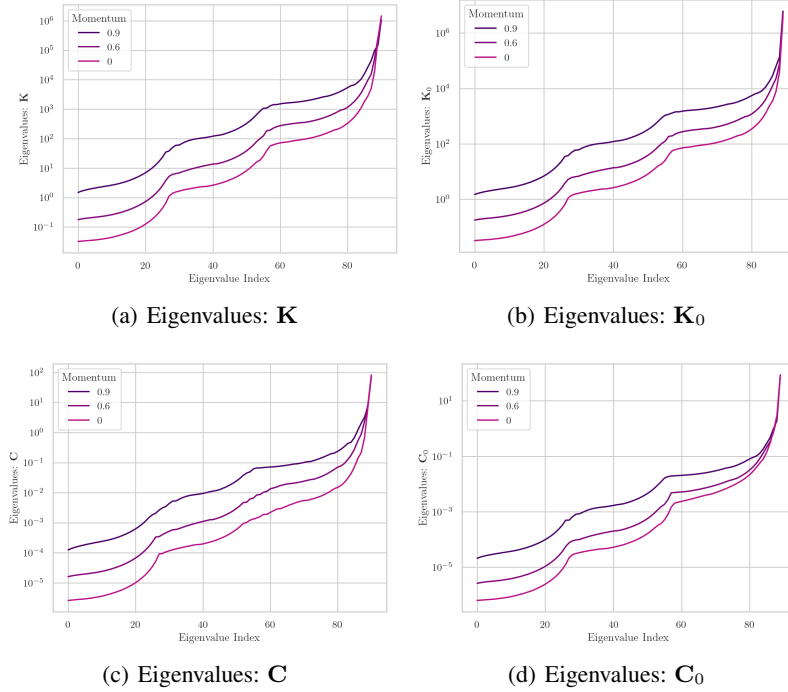 Momentum
0.9
0.6
0
10^6
10^5
10^4
10^3
10^2
10^1
10^0
10^{-1}
Eigenvalues: K
0 20 40 60 80
Eigenvalue Index
(a) Eigenvalues: K
Momentum
0.9
0.6
0
10^6
10^4
10^2
10^0
Eigenvalues: K_0
0 20 40 60 80
Eigenvalue Index
(b) Eigenvalues: K_0
Momentum
0.9
0.6
0
10^2
10^1
10^0
10^{-1}
10^{-2}
10^{-3}
10^{-4}
10^{-5}
Eigenvalues: C
0 20 40 60 80
Eigenvalue Index
(c) Eigenvalues: C
Momentum
0.9
0.6
0
10^1
10^{-1}
10^{-3}
10^{-5}
Eigenvalues: C_0
0 20 40 60 80
Eigenvalue Index
(d) Eigenvalues: C_0